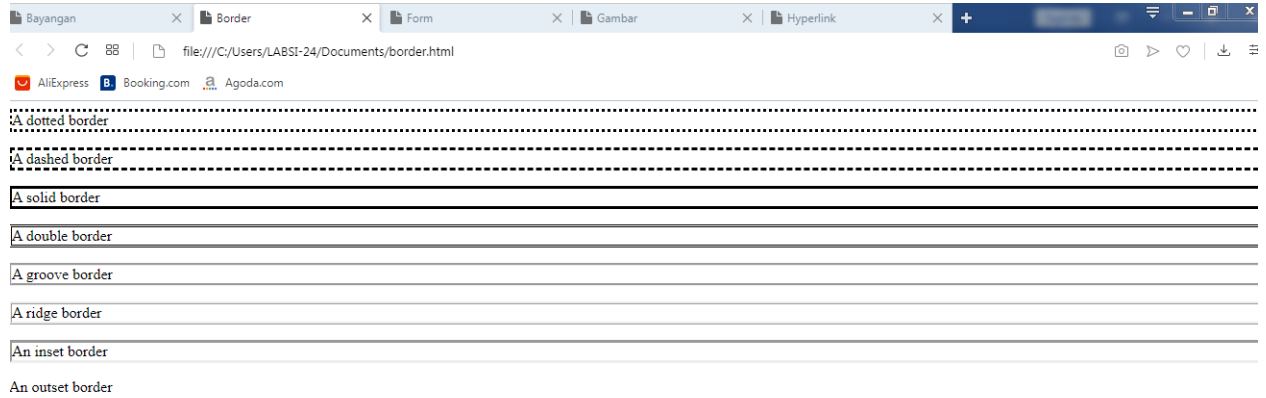 Bayangan
Border
Form
Gambar
Hyperlink
file:///C:/Users/LABSI-24/Documents/border.html
AliExpress B. Booking.com a Agoda.com
A dotted border
A dashed border
A solid border
A double border
A groove border
A ridge border
An inset border
An outset border